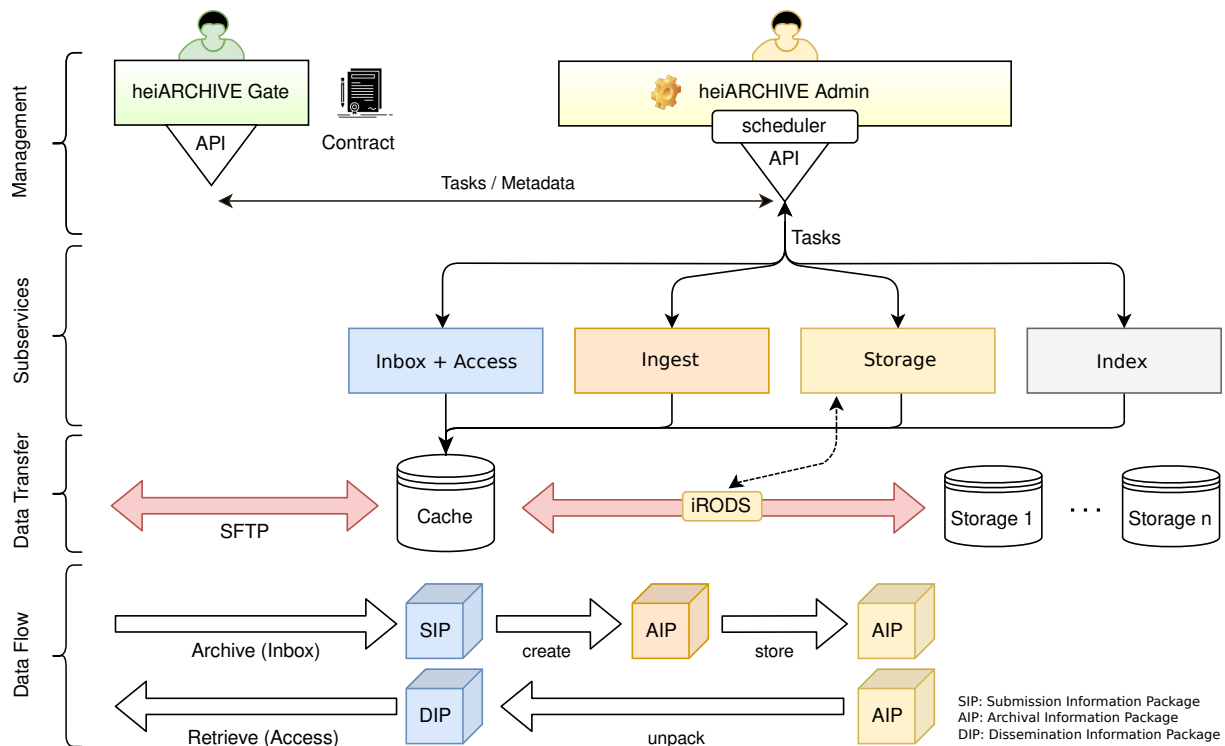 Management
heiARCHIVE Gate
API
Contract
heiARCHIVE Admin
scheduler
API
Tasks / Metadata
Tasks
Subservices
Inbox + Access
Ingest
Storage
Index
Data Transfer
SFTP
Cache
iRODS
Storage 1
. . .
Storage n
Data Flow
Archive (Inbox)
SIP
create
AIP
store
AIP
Retrieve (Access)
DIP
unpack
AIP
SIP: Submission Information Package
AIP: Archival Information Package
DIP: Dissemination Information Package